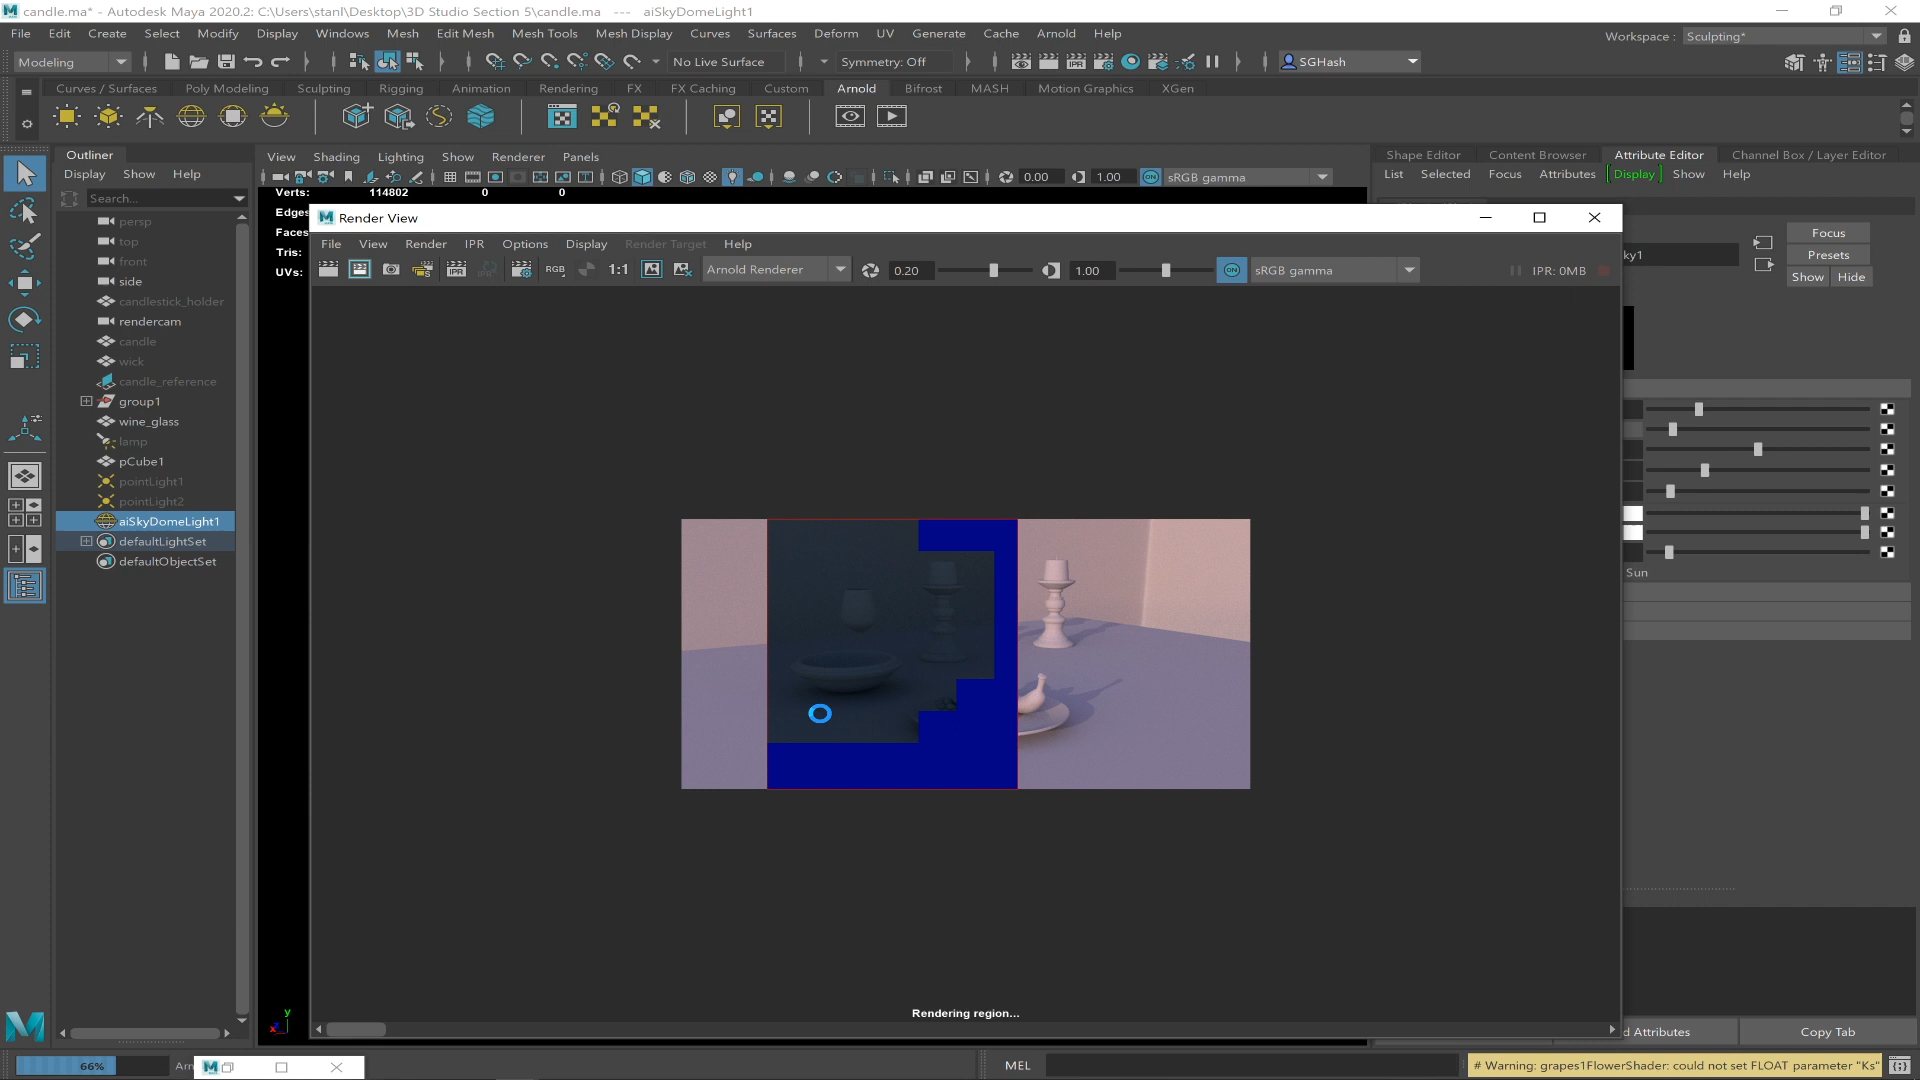 candle.ma* - Autodesk Maya 2020.2: C:\Users\stanl\Desktop\3D Studio Section 5\candle.ma --- aiSkyDomeLight1
File Edit Create Select Modify Display Windows Mesh Edit Mesh Mesh Tools Mesh Display Curves Surfaces Deform UV Generate Cache Arnold Help Workspace : Sculpting*
Modeling No Live Surface Symmetry: Off SGHash
Curves / Surfaces Poly Modeling Sculpting Rigging Animation Rendering FX FX Caching Custom Arnold Bifrost MASH Motion Graphics XGen
Outliner View Shading Lighting Show Renderer Panels Shape Editor Content Browser Attribute Editor Channel Box / Layer Editor
Display Show Help 0.00 1.00 ON sRGB gamma List Selected Focus Attributes Display Show Help
Search...
Verts: 114802 0 0
Edges
Faces
Tris:
UVs:
Render View
File View Render IPR Options Display Render Target Help
IPR IPR RGB 1:1 Arnold Renderer 0.20 1.00 ON sRGB gamma IPR: 0MB
persp
top
front
side
candlestick_holder
rendercam
candle
wick
candle_reference
group1
wine_glass
lamp
pCube1
pointLight1
pointLight2
aiSkyDomeLight1
defaultLightSet
defaultObjectSet
ky1
Focus
Presets
Show Hide
Sun
Rendering region...
d Attributes Copy Tab
y
x
66% Arn MEL # Warning: grapes1FlowerShader: could not set FLOAT parameter "Ks"